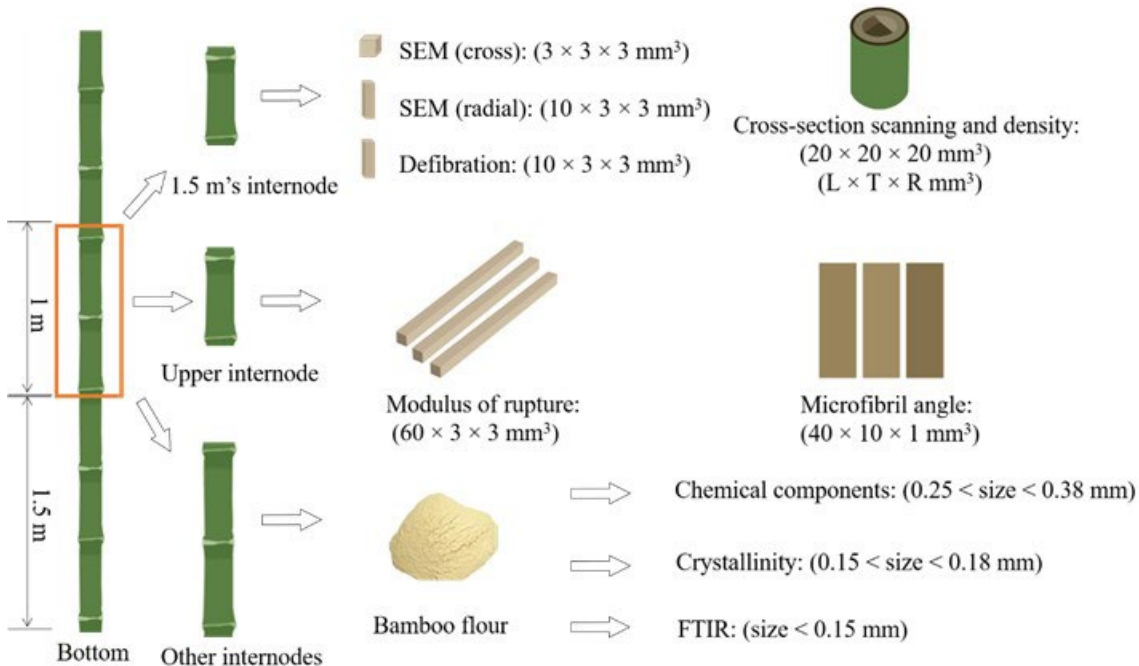 SEM (cross): (3 × 3 × 3 mm³)
SEM (radial): (10 × 3 × 3 mm³)
Defibration: (10 × 3 × 3 mm³)
1.5 m's internode
Cross-section scanning and density:
(20 × 20 × 20 mm³)
(L × T × R mm³)
1 m
Upper internode
Modulus of rupture:
(60 × 3 × 3 mm³)
Microfibril angle:
(40 × 10 × 1 mm³)
1.5 m
Chemical components: (0.25 < size < 0.38 mm)
Crystallinity: (0.15 < size < 0.18 mm)
Bamboo flour
FTIR: (size < 0.15 mm)
Bottom
Other internodes